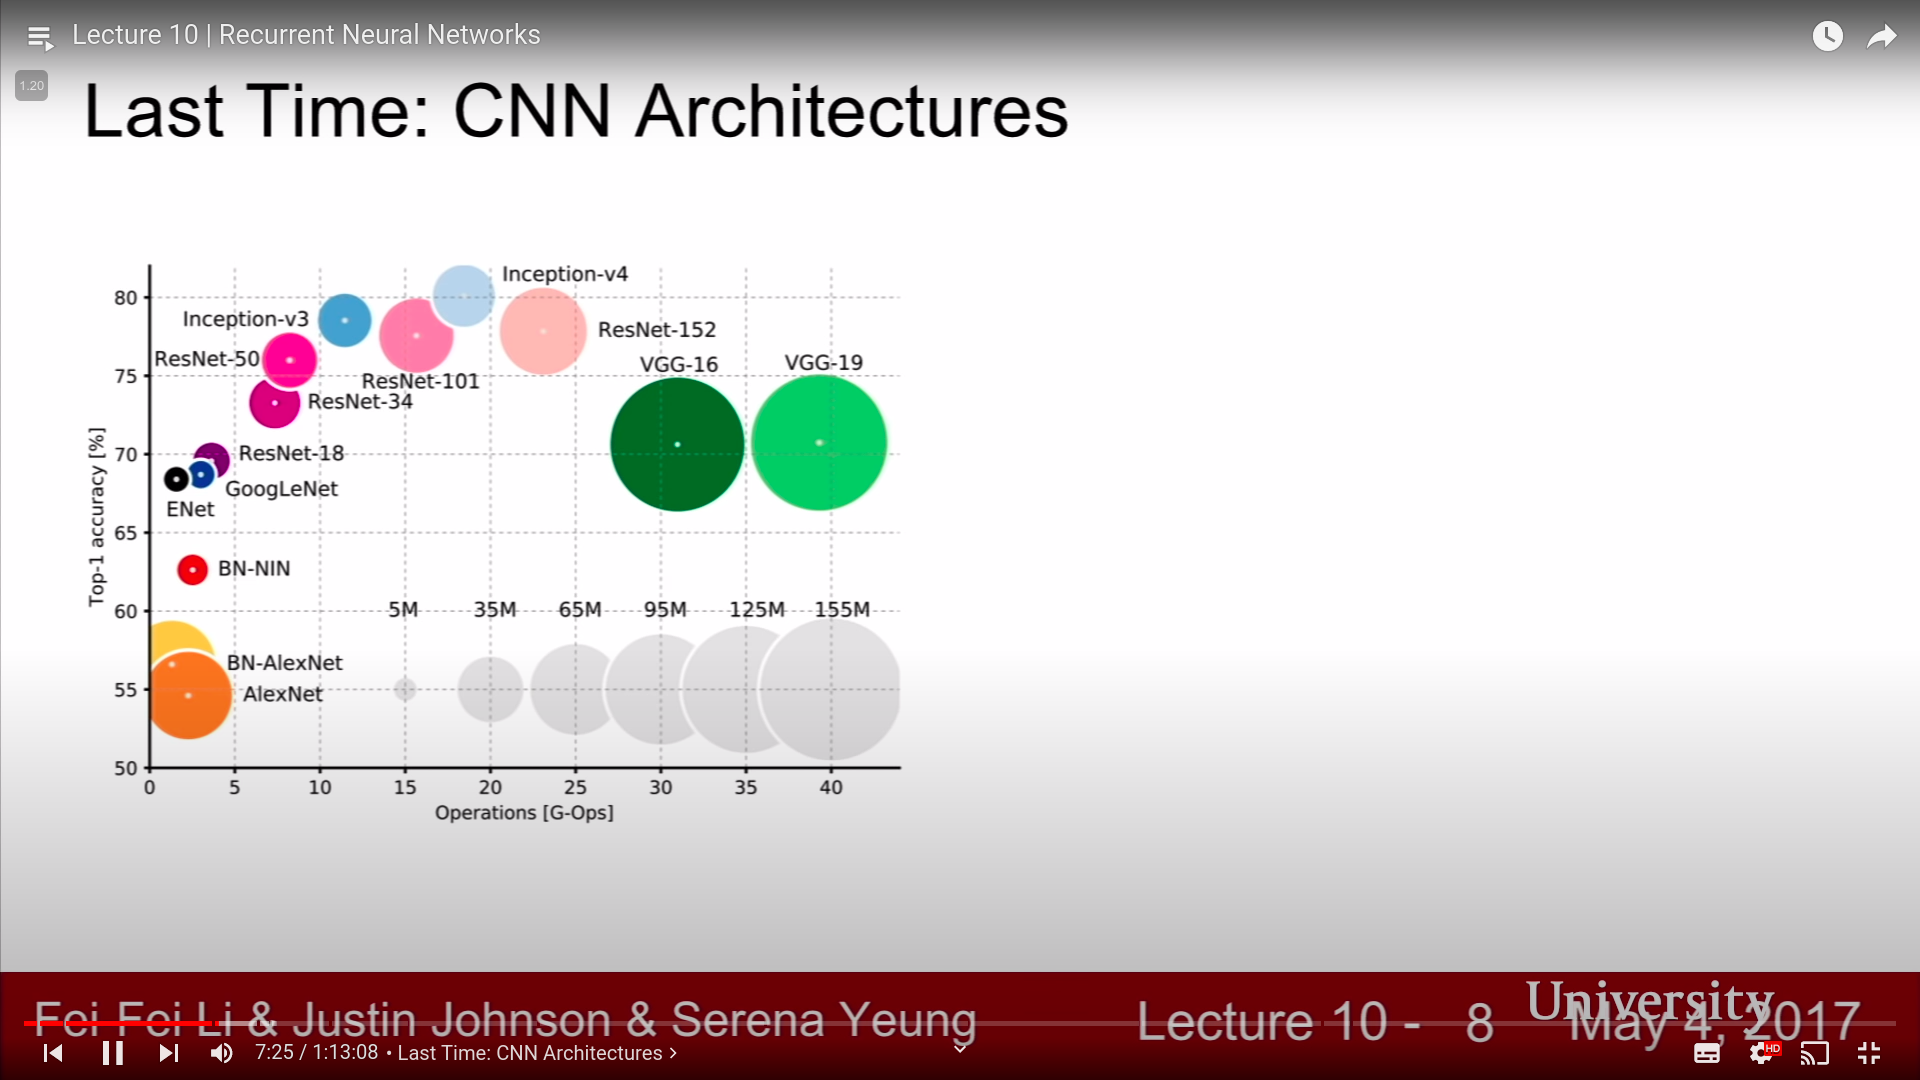 Lecture 10 | Recurrent Neural Networks
1.20
Last Time: CNN Architectures
Inception-v4
80
Inception-v3
ResNet-152
ResNet-50
VGG-16
VGG-19
75
ResNet-101
ResNet-34
Top-1 accuracy [%]
70
ResNet-18
GoogLeNet
ENet
65
BN-NIN
60
5M 35M 65M 95M 125M 155M
BN-AlexNet
55
AlexNet
50
0 5 10 15 20 25 30 35 40
Operations [G-Ops]
Fei-Fei Li & Justin Johnson & Serena Yeung
Lecture 10 - 8
University
May 4, 2017
7:25 / 1:13:08 • Last Time: CNN Architectures
HD